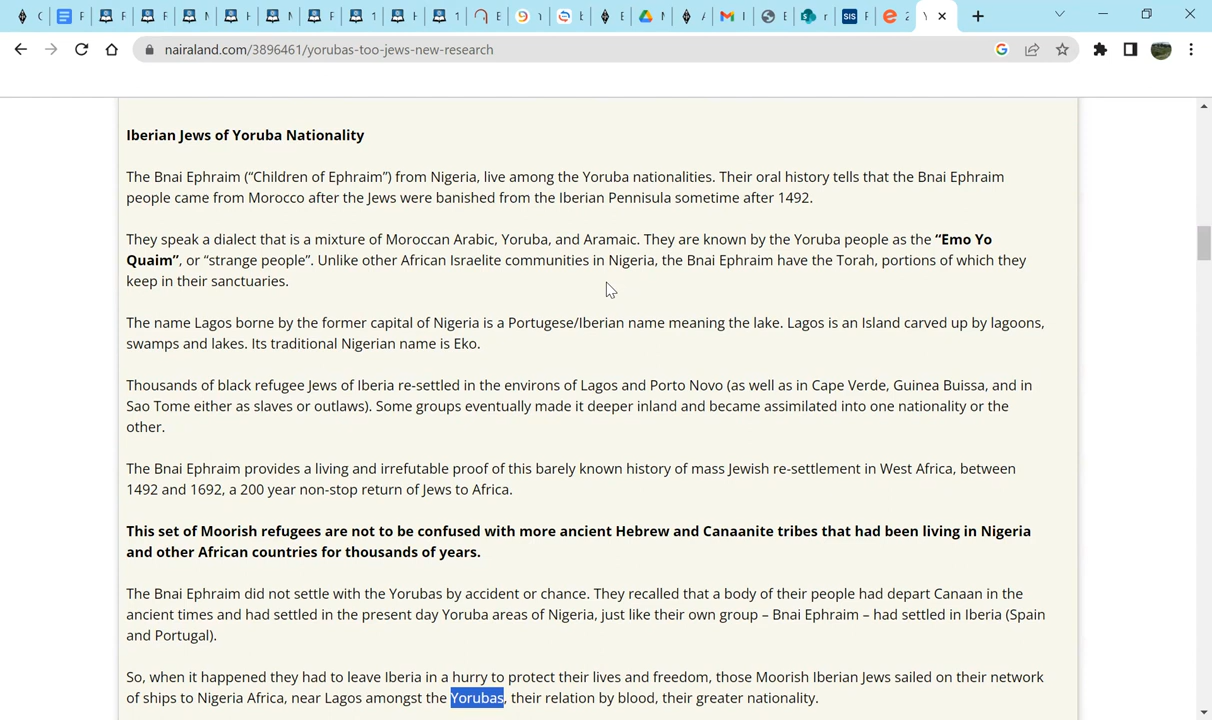 nairaland.com/3896461/yorubas-too-jews-new-research
Iberian Jews of Yoruba Nationality
The Bnai Ephraim (“Children of Ephraim”) from Nigeria, live among the Yoruba nationalities. Their oral history tells that the Bnai Ephraim
people came from Morocco after the Jews were banished from the Iberian Pennisula sometime after 1492.
They speak a dialect that is a mixture of Moroccan Arabic, Yoruba, and Aramaic. They are known by the Yoruba people as the “Emo Yo
Quaim”, or “strange people”. Unlike other African Israelite communities in Nigeria, the Bnai Ephraim have the Torah, portions of which they
keep in their sanctuaries.
The name Lagos borne by the former capital of Nigeria is a Portugese/Iberian name meaning the lake. Lagos is an Island carved up by lagoons,
swamps and lakes. Its traditional Nigerian name is Eko.
Thousands of black refugee Jews of Iberia re-settled in the environs of Lagos and Porto Novo (as well as in Cape Verde, Guinea Buissa, and in
Sao Tome either as slaves or outlaws). Some groups eventually made it deeper inland and became assimilated into one nationality or the
other.
The Bnai Ephraim provides a living and irrefutable proof of this barely known history of mass Jewish re-settlement in West Africa, between
1492 and 1692, a 200 year non-stop return of Jews to Africa.
This set of Moorish refugees are not to be confused with more ancient Hebrew and Canaanite tribes that had been living in Nigeria
and other African countries for thousands of years.
The Bnai Ephraim did not settle with the Yorubas by accident or chance. They recalled that a body of their people had depart Canaan in the
ancient times and had settled in the present day Yoruba areas of Nigeria, just like their own group – Bnai Ephraim – had settled in Iberia (Spain
and Portugal).
So, when it happened they had to leave Iberia in a hurry to protect their lives and freedom, those Moorish Iberian Jews sailed on their network
of ships to Nigeria Africa, near Lagos amongst the Yorubas, their relation by blood, their greater nationality.